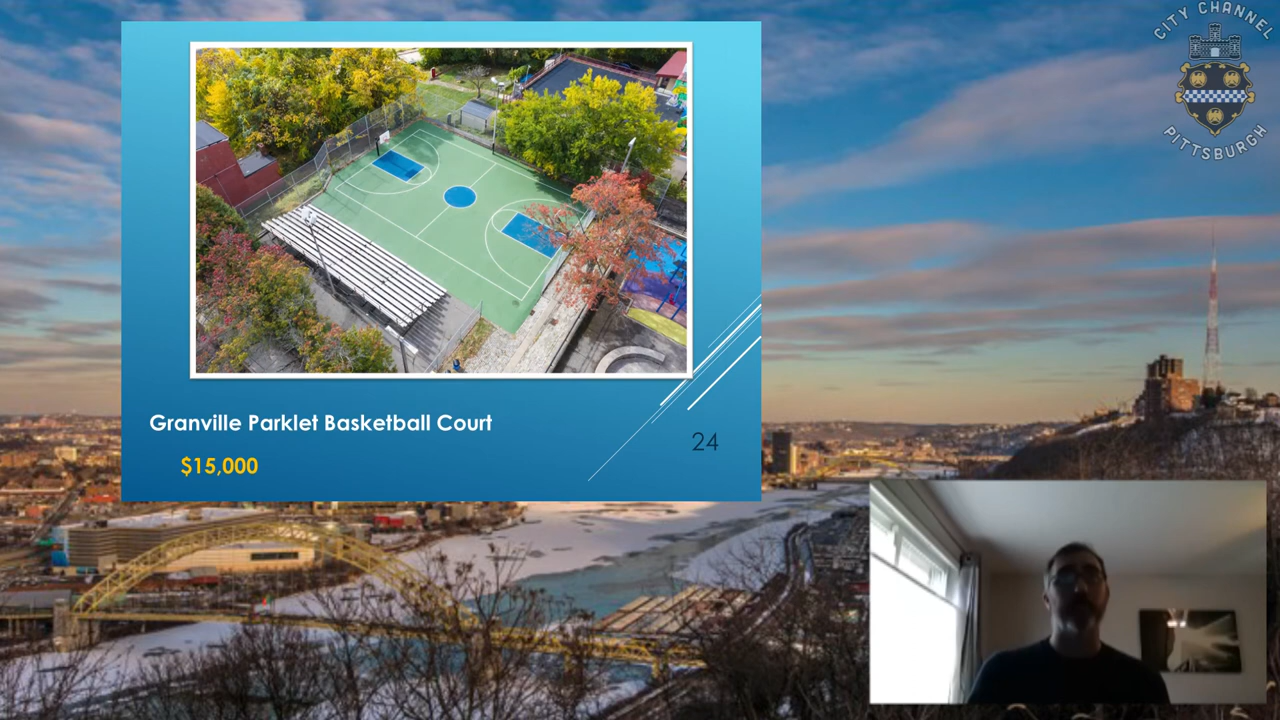 CITY CHANNEL
PITTSBURGH
Granville Parklet Basketball Court
24
$15,000